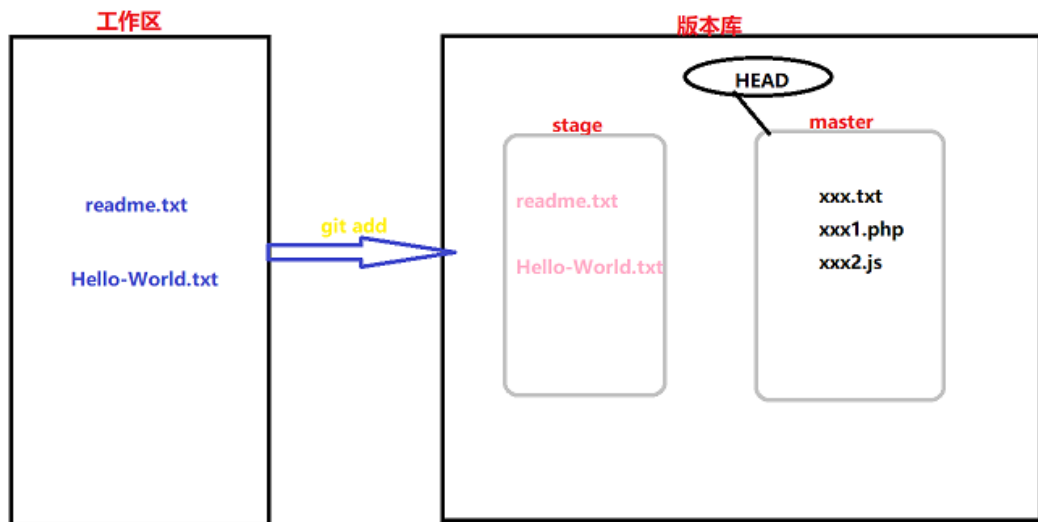 工作区
版本库
HEAD
stage
master
readme.txt
Hello-World.txt
git add
readme.txt
Hello-World.txt
xxx.txt
xxx1.php
xxx2.js